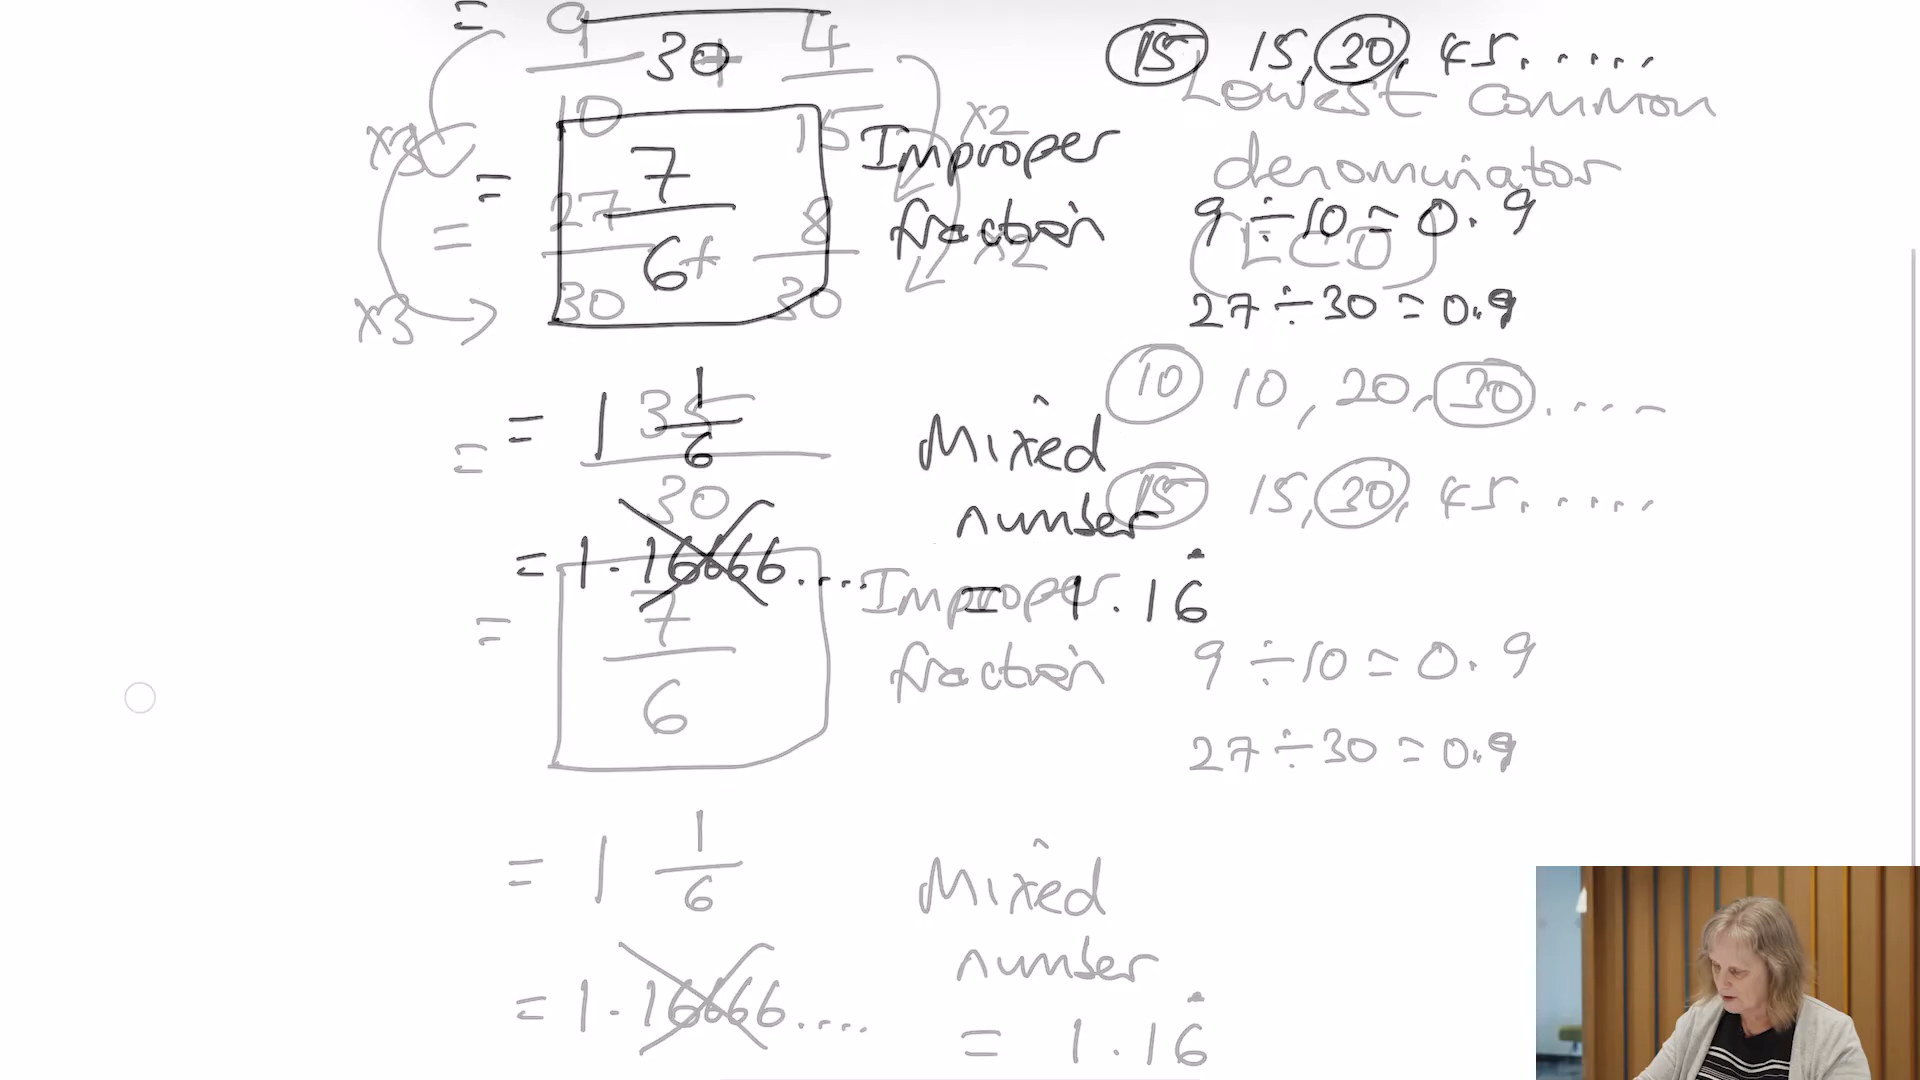 = 9 30 + 4
15 15, 30, 45.....
Lowest common
10 15
x3 x2
Improper
denominator
= 7
27 8
9 ÷ 10 = 0.9
fraction
= 6 +
(LCD)
x2
x3 30 30
27 ÷ 30 = 0.9
10 10, 20, 30.....
= 1 1/6
= 35
Mixed
30
15 15, 30, 45.....
number
= 1.16666....
Improper
= 1.16̇
= 7/6
fraction
9 ÷ 10 = 0.9
27 ÷ 30 = 0.9
= 1 1/6
Mixed
number
= 1.16666....
= 1.16̇